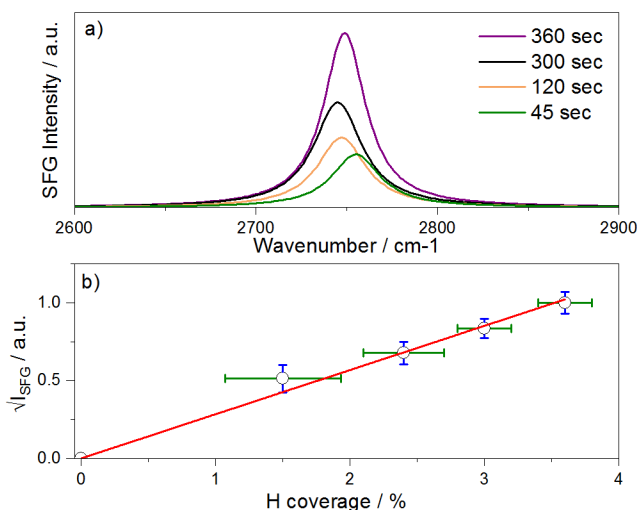 a)
SFG Intensity / a.u.
360 sec
300 sec
120 sec
45 sec
2600 2700 2800 2900
Wavenumber / cm-1
b)
√I_SFG / a.u.
1.0
0.5
0.0
0 1 2 3 4
H coverage / %